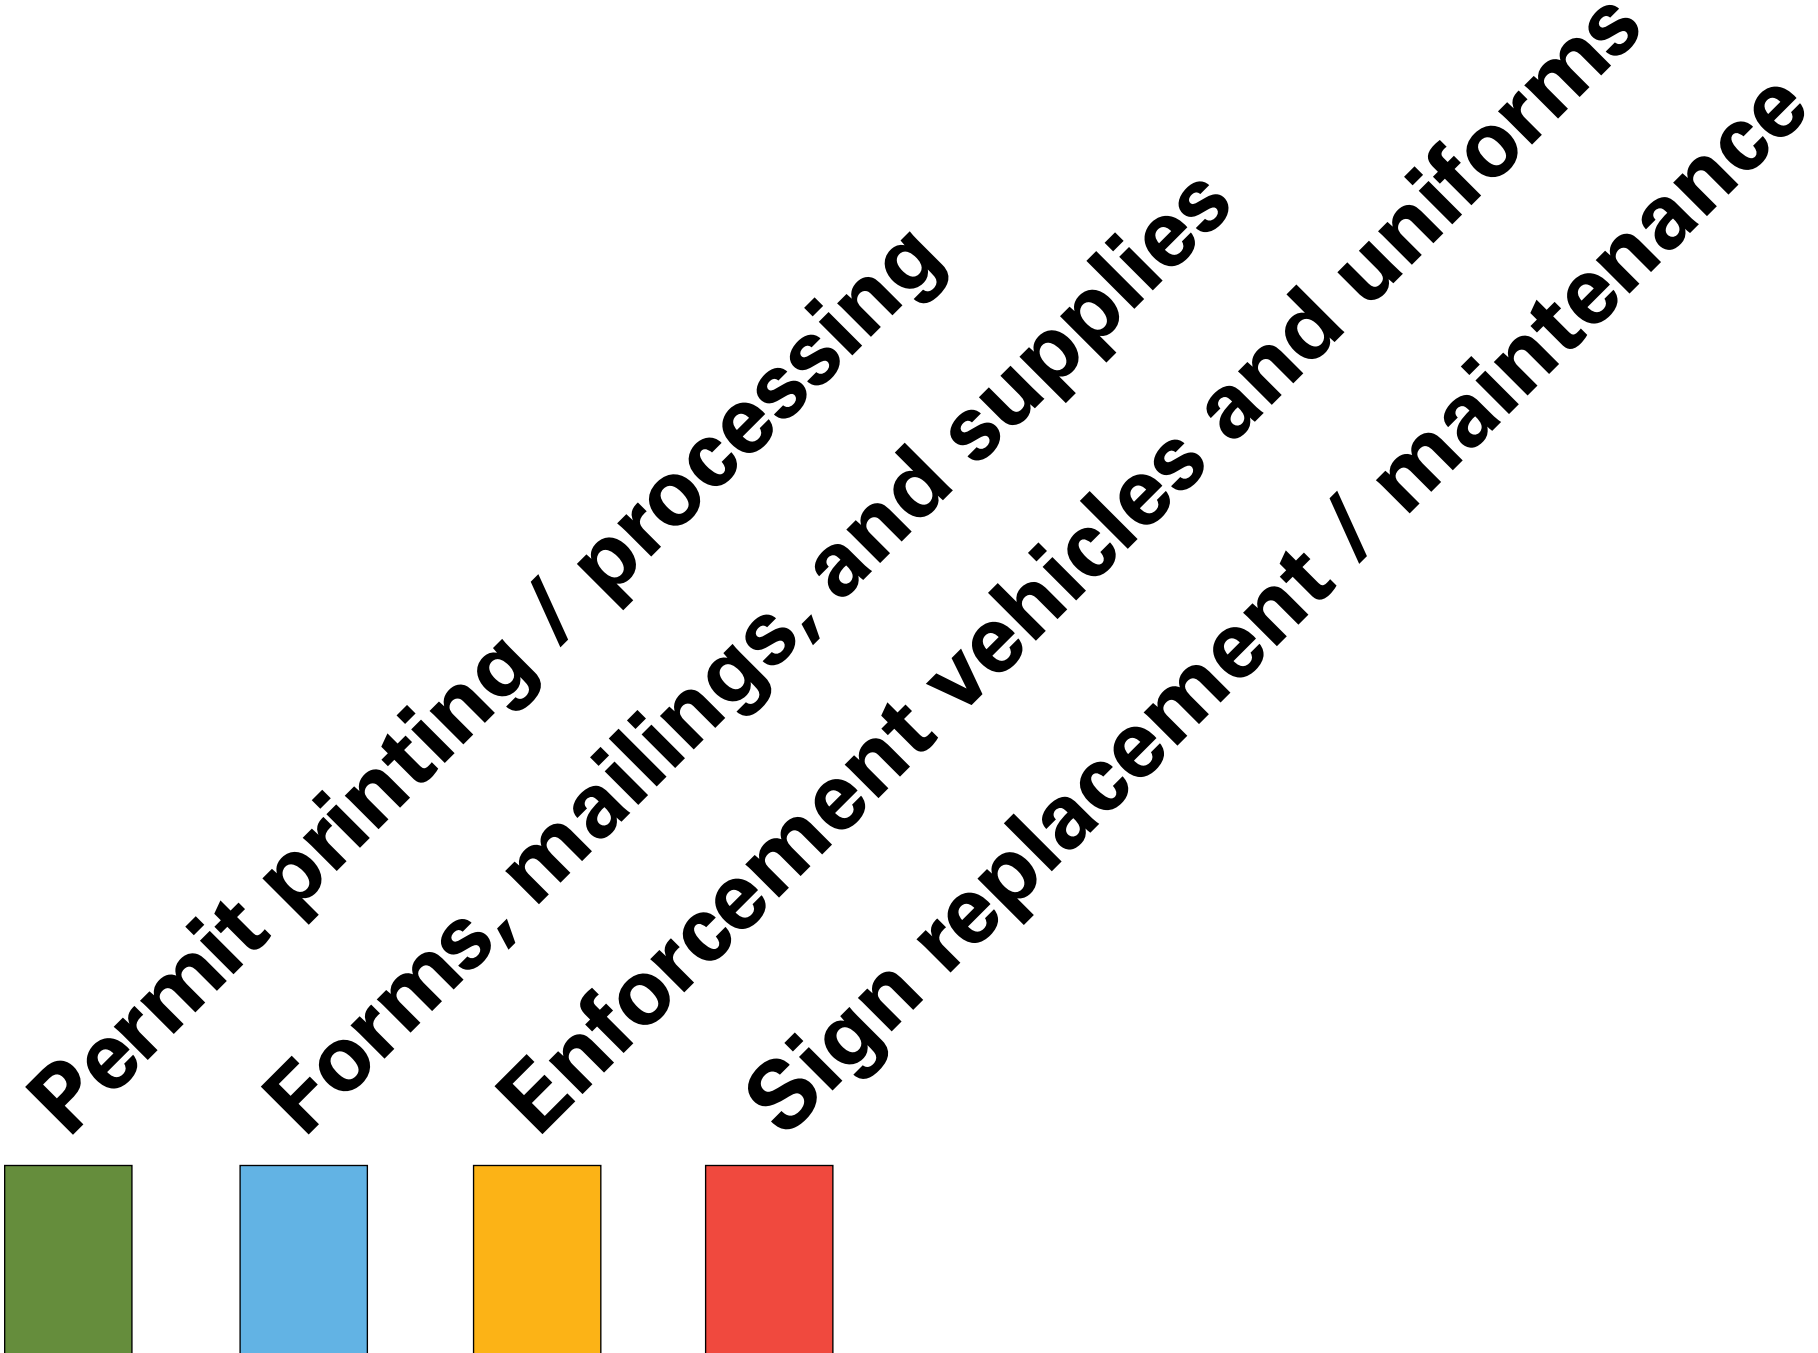 Permit printing / processing
Forms, mailings, and supplies
Enforcement vehicles and uniforms
Sign replacement / maintenance